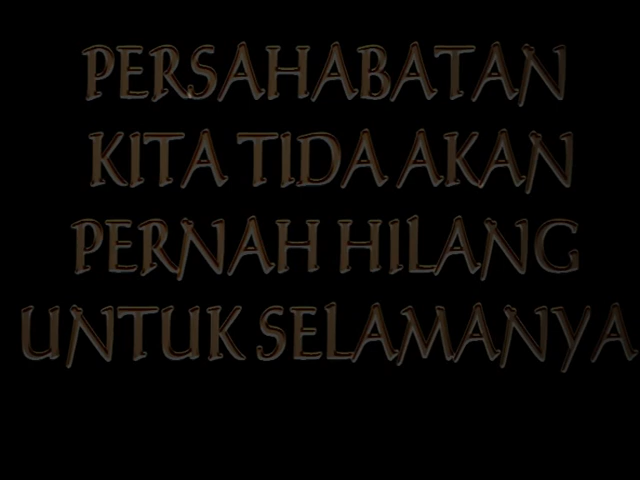 PERSAHABATAN
KITA TIDA AKAN
PERNAH HILANG
UNTUK SELAMANYA